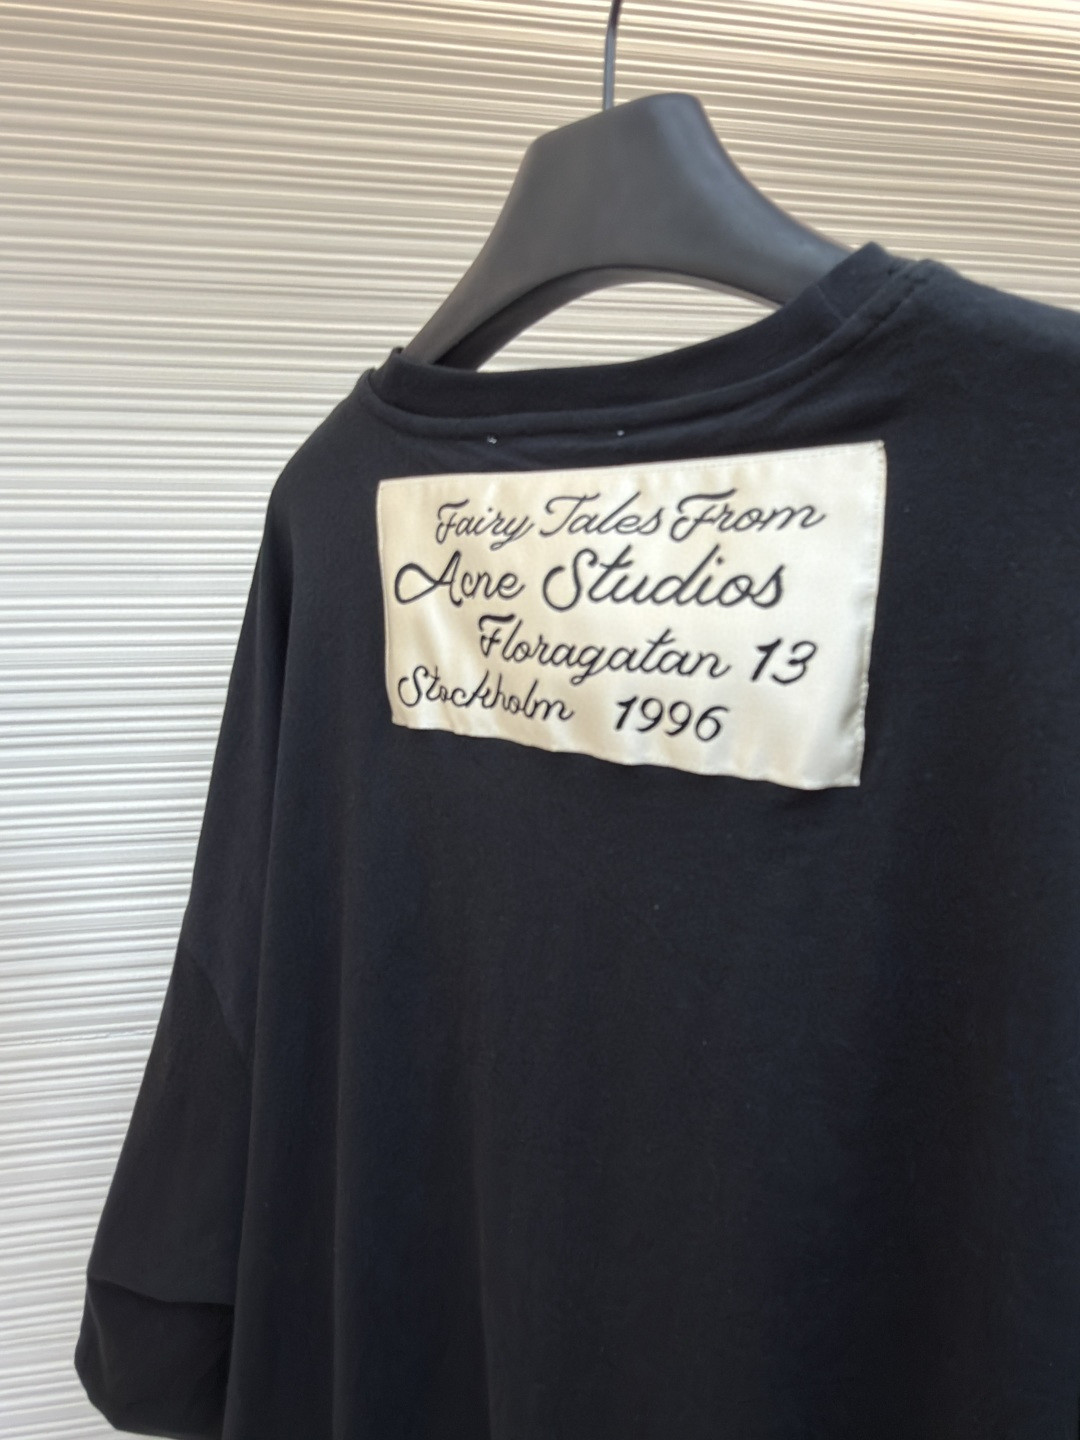 Fairy Tales From
Acne Studios
Floragatan 13
Stockholm 1996